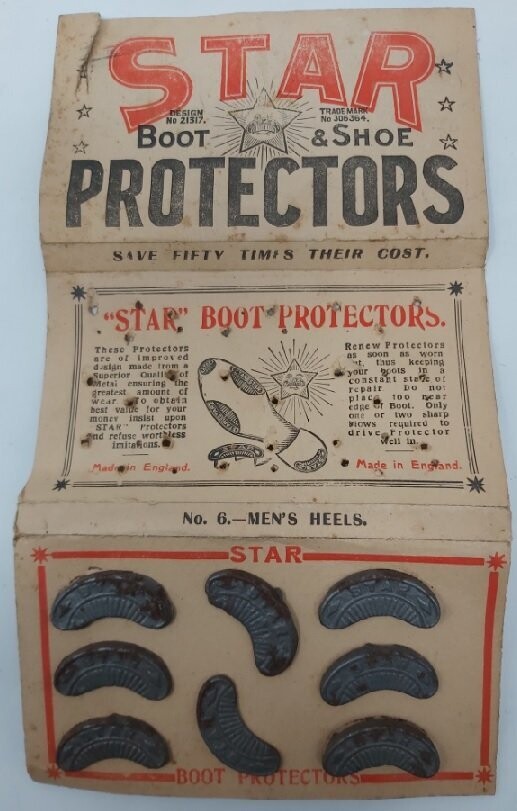 STAR
DESIGN
No 21317.
TRADEMARK
No 306364.
BOOT & SHOE
PROTECTORS
SAVE FIFTY TIMES THEIR COST.
"STAR" BOOT PROTECTORS.
These Protectors
are of improved
design made from a
Superior Quality of
Metal ensuring the
greatest amount of
wear. To obtain
best value for your
money insist upon
STAR" Protectors
and refuse worthless
imitations.
Made in England.
Renew Protectors
as soon as worn
thus keeping
your boots in a
constant state of
repair Do not
place too near
edge of Boot. Only
one or two sharp
blows required to
drive Protector
well in.
Made in England.
No. 6.—MEN'S HEELS.
STAR
BOOT PROTECTORS